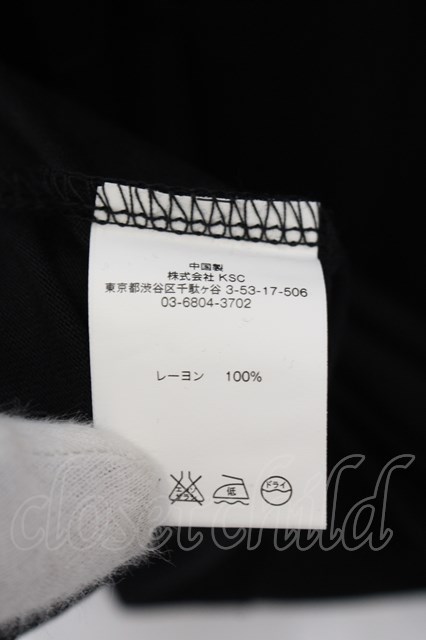 中国製
株式会社 KSC
東京都渋谷区千駄ヶ谷 3-53-17-506
03-6804-3702
レーヨン 100%
低
ドライ
closet child